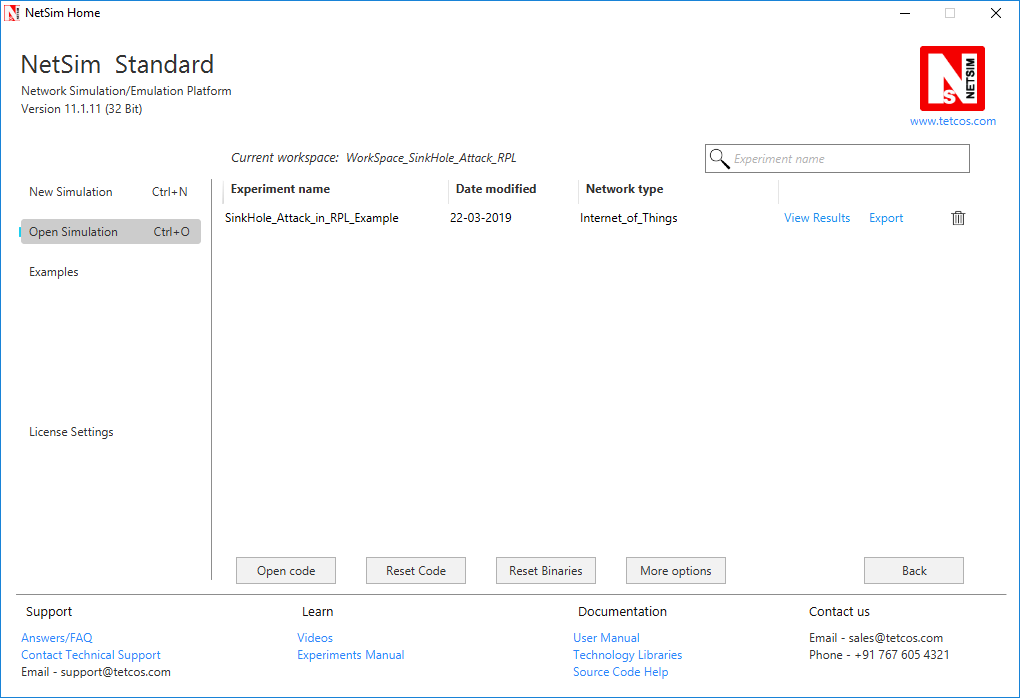 NetSim Home
NetSim Standard
Network Simulation/Emulation Platform
Version 11.1.11 (32 Bit)
NETSIM
NS
www.tetcos.com
Current workspace: WorkSpace_SinkHole_Attack_RPL
Experiment name
New Simulation Ctrl+N
Open Simulation Ctrl+O
Examples
License Settings
Experiment name Date modified Network type
SinkHole_Attack_in_RPL_Example 22-03-2019 Internet_of_Things View Results Export
Open code Reset Code Reset Binaries More options Back
Support
Answers/FAQ
Contact Technical Support
Email - support@tetcos.com
Learn
Videos
Experiments Manual
Documentation
User Manual
Technology Libraries
Source Code Help
Contact us
Email - sales@tetcos.com
Phone - +91 767 605 4321